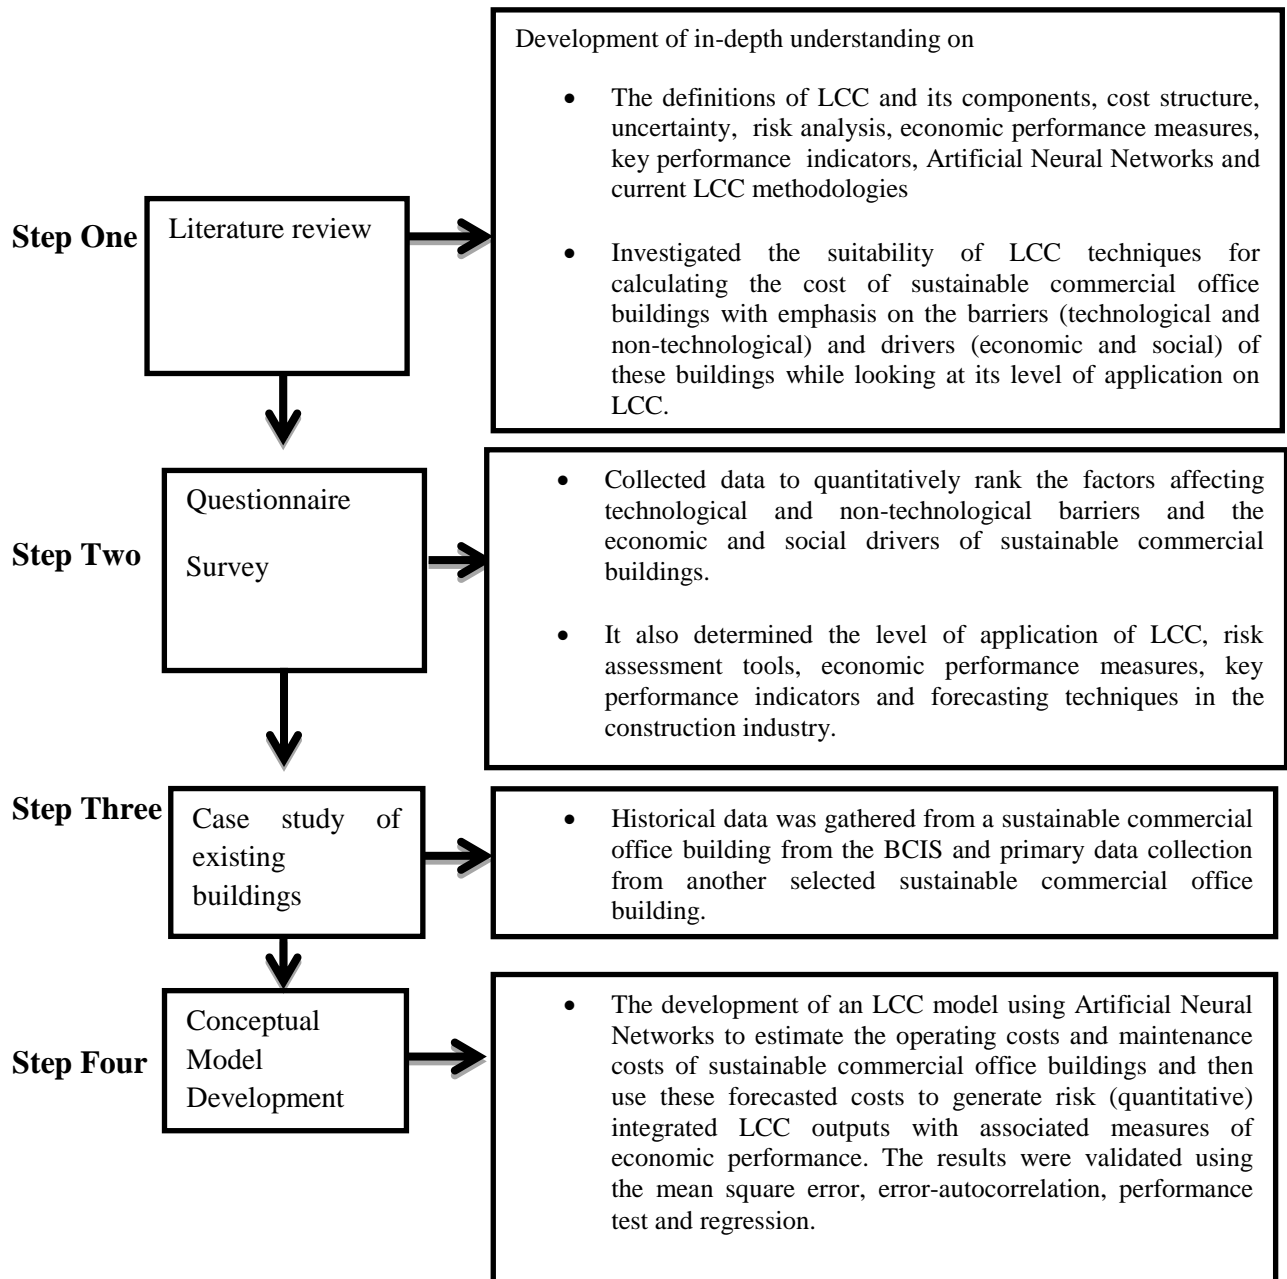 Development of in-depth understanding on
• The definitions of LCC and its components, cost structure,
uncertainty, risk analysis, economic performance measures,
key performance indicators, Artificial Neural Networks and
current LCC methodologies
Step One
Literature review
• Investigated the suitability of LCC techniques for
calculating the cost of sustainable commercial office
buildings with emphasis on the barriers (technological and
non-technological) and drivers (economic and social) of
these buildings while looking at its level of application on
LCC.
Step Two
Questionnaire
Survey
• Collected data to quantitatively rank the factors affecting
technological and non-technological barriers and the
economic and social drivers of sustainable commercial
buildings.
• It also determined the level of application of LCC, risk
assessment tools, economic performance measures, key
performance indicators and forecasting techniques in the
construction industry.
Step Three
Case study of
existing
buildings
• Historical data was gathered from a sustainable commercial
office building from the BCIS and primary data collection
from another selected sustainable commercial office
building.
Step Four
Conceptual
Model
Development
• The development of an LCC model using Artificial Neural
Networks to estimate the operating costs and maintenance
costs of sustainable commercial office buildings and then
use these forecasted costs to generate risk (quantitative)
integrated LCC outputs with associated measures of
economic performance. The results were validated using
the mean square error, error-autocorrelation, performance
test and regression.